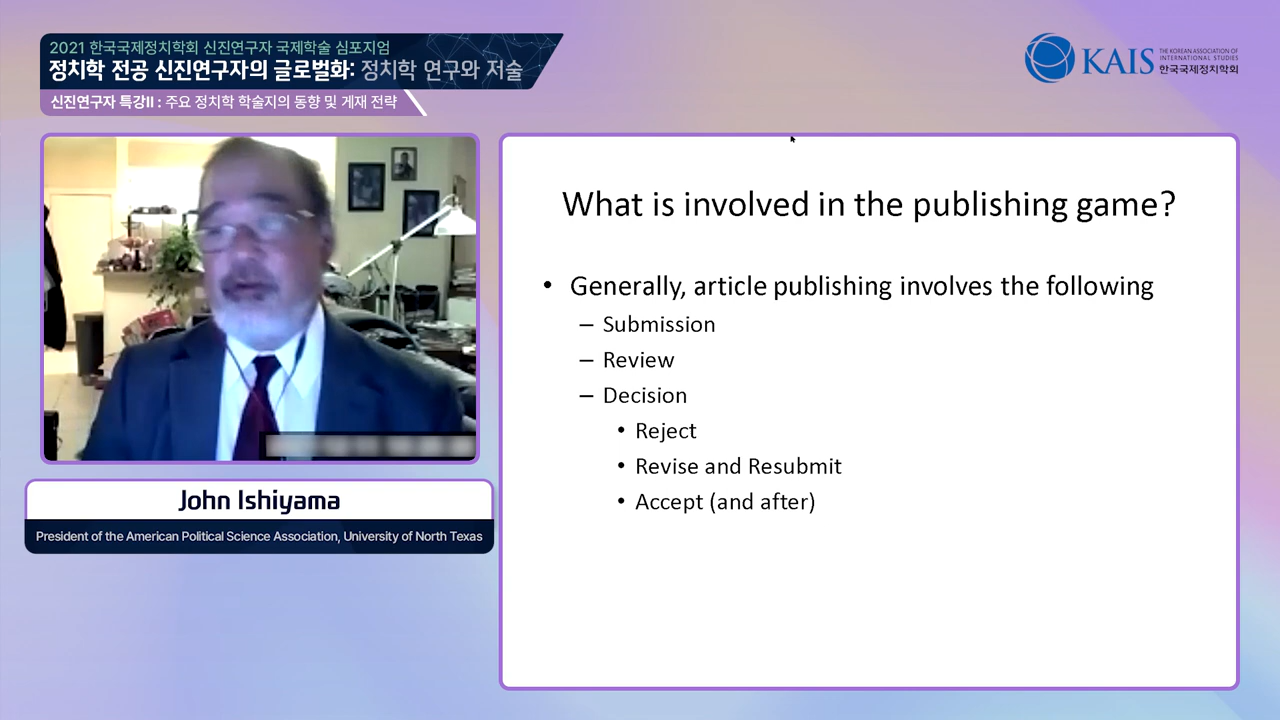 2021 한국국제정치학회 신진연구자 국제학술 심포지엄
정치학 전공 신진연구자의 글로벌화: 정치학 연구와 저술
신진연구자 특강II : 주요 정치학 학술지의 동향 및 게재 전략
KAIS
THE KOREAN ASSOCIATION OF
INTERNATIONAL STUDIES
한국국제정치학회
What is involved in the publishing game?
• Generally, article publishing involves the following
– Submission
– Review
– Decision
• Reject
• Revise and Resubmit
• Accept (and after)
John Ishiyama
President of the American Political Science Association, University of North Texas